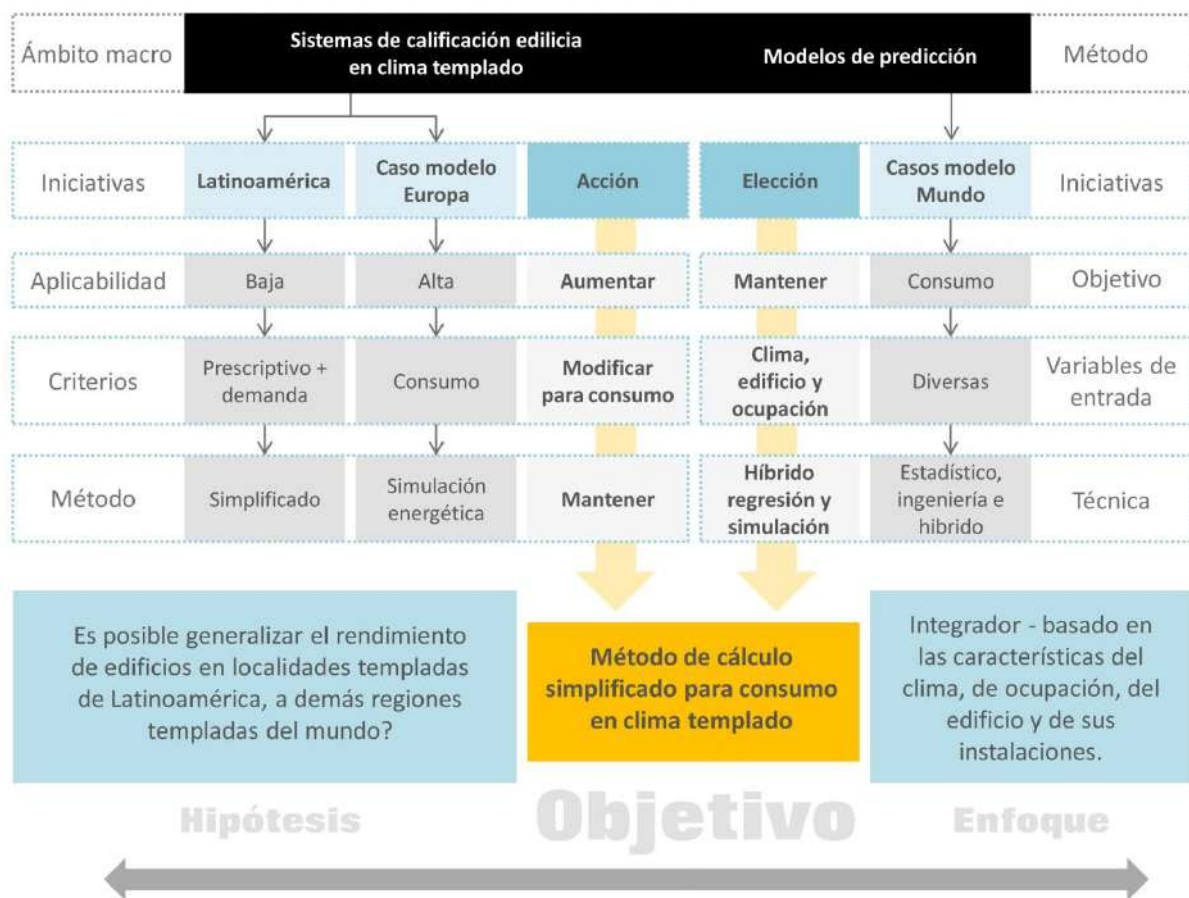 Ámbito macro
Sistemas de calificación edilicia
en clima templado
Modelos de predicción
Método
Iniciativas
Latinoamérica
Caso modelo
Europa
Acción
Elección
Casos modelo
Mundo
Iniciativas
Aplicabilidad
Baja
Alta
Aumentar
Mantener
Consumo
Objetivo
Criterios
Prescriptivo +
demanda
Consumo
Modificar
para consumo
Clima,
edificio y
ocupación
Diversas
Variables de
entrada
Método
Simplificado
Simulación
energética
Mantener
Híbrido
regresión y
simulación
Estadístico,
ingeniería e
hibrido
Técnica
Es posible generalizar el rendimiento
de edificios en localidades templadas
de Latinoamérica, a demás regiones
templadas del mundo?
Método de cálculo
simplificado para consumo
en clima templado
Integrador - basado en
las características del
clima, de ocupación, del
edificio y de sus
instalaciones.
Hipótesis
Objetivo
Enfoque